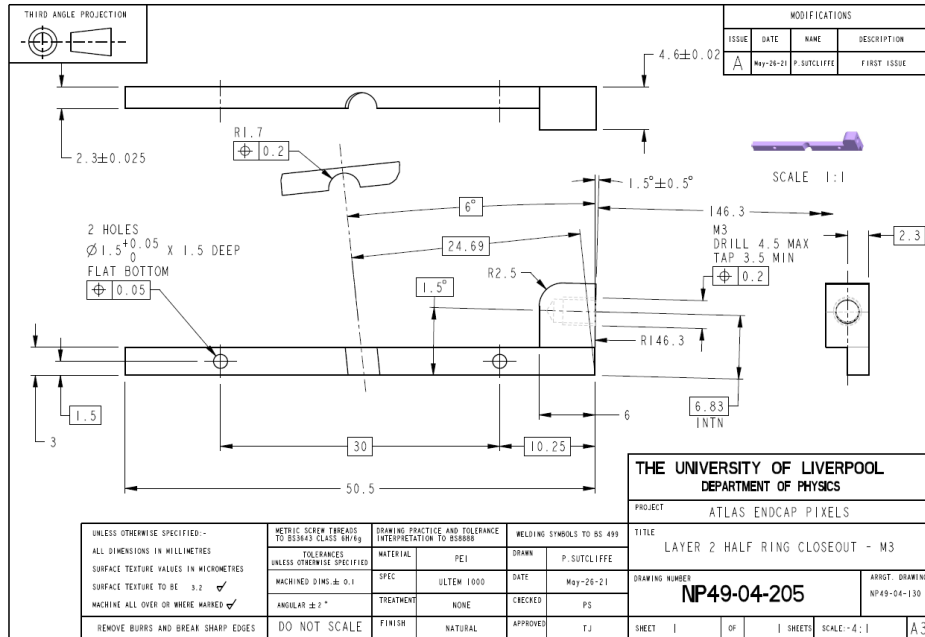 THIRD ANGLE PROJECTION
MODIFICATIONS
ISSUE DATE NAME DESCRIPTION
A May-26-21 P.SUTCLIFFE FIRST ISSUE
4.6±0.02
2.3±0.025
R1.7
⌖ 0.2
SCALE 1:1
1.5°±0.5°
6°
146.3
24.69
2 HOLES
Ø1.5 +0.05 0 X 1.5 DEEP
FLAT BOTTOM
⌖ 0.05
M3
DRILL 4.5 MAX
TAP 3.5 MIN
⌖ 0.2
2.3
R2.5
1.5°
R146.3
1.5
3
6.83
INTN
6
30
10.25
50.5
THE UNIVERSITY OF LIVERPOOL
DEPARTMENT OF PHYSICS
PROJECT ATLAS ENDCAP PIXELS
TITLE
LAYER 2 HALF RING CLOSEOUT - M3
DRAWING NUMBER
NP49-04-205
ARRGT. DRAWING
NP49-04-130
SHEET 1 OF 1 SHEETS SCALE:-4:1 A3
UNLESS OTHERWISE SPECIFIED:-
ALL DIMENSIONS IN MILLIMETRES
SURFACE TEXTURE VALUES IN MICROMETRES
SURFACE TEXTURE TO BE 3.2
MACHINE ALL OVER OR WHERE MARKED
REMOVE BURRS AND BREAK SHARP EDGES
METRIC SCREW THREADS
TO BS3643 CLASS 6H/6g
TOLERANCES
UNLESS OTHERWISE SPECIFIED
MACHINED DIMS.± 0.1
ANGULAR ±2°
DO NOT SCALE
DRAWING PRACTICE AND TOLERANCE
INTERPRETATION TO BS8888
MATERIAL PEI
SPEC ULTEM 1000
TREATMENT NONE
FINISH NATURAL
WELDING SYMBOLS TO BS 499
DRAWN P.SUTCLIFFE
DATE May-26-21
CHECKED PS
APPROVED TJ